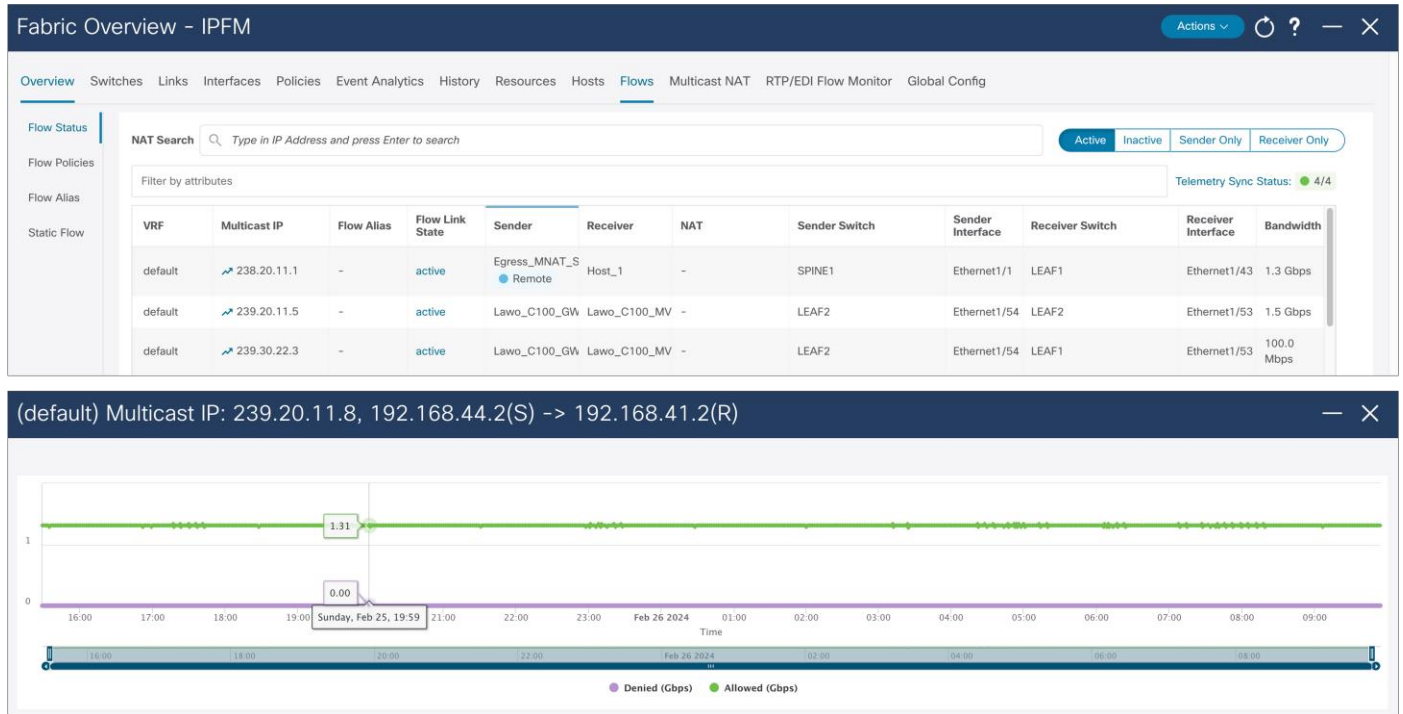 Fabric Overview - IPFM
Actions
?
Overview Switches Links Interfaces Policies Event Analytics History Resources Hosts Flows Multicast NAT RTP/EDI Flow Monitor Global Config
Flow Status
Flow Policies
Flow Alias
Static Flow
NAT Search Type in IP Address and press Enter to search
Active Inactive Sender Only Receiver Only
Filter by attributes
Telemetry Sync Status: 4/4
VRF Multicast IP Flow Alias Flow Link State Sender Receiver NAT Sender Switch Sender Interface Receiver Switch Receiver Interface Bandwidth
default 238.20.11.1 - active Egress_MNAT_S Remote Host_1 - SPINE1 Ethernet1/1 LEAF1 Ethernet1/43 1.3 Gbps
default 239.20.11.5 - active Lawo_C100_GW Lawo_C100_MV - LEAF2 Ethernet1/54 LEAF2 Ethernet1/53 1.5 Gbps
default 239.30.22.3 - active Lawo_C100_GW Lawo_C100_MV - LEAF2 Ethernet1/54 LEAF1 Ethernet1/53 100.0 Mbps
(default) Multicast IP: 239.20.11.8, 192.168.44.2(S) -> 192.168.41.2(R)
1.31
1
0.00
0
16:00 17:00 18:00 19:00 Sunday, Feb 25, 19:59 21:00 22:00 23:00 Feb 26 2024 01:00 02:00 03:00 04:00 05:00 06:00 07:00 08:00 09:00
Time
16:00 18:00 20:00 22:00 Feb 26 2024 02:00 04:00 06:00 08:00
Denied (Gbps) Allowed (Gbps)